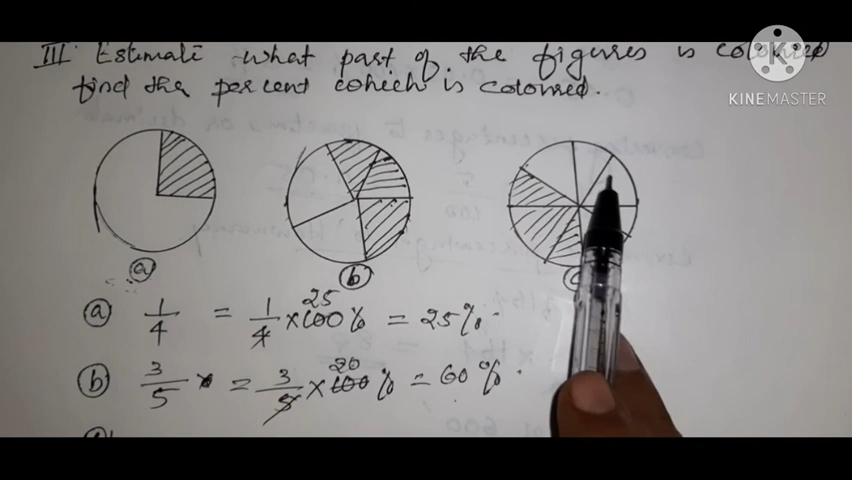 III. Estimate what part of the figures is coloured
find the percent which is coloured.
KINEMASTER
a
b
a 1/4 = 1/4 × 100% = 25%.
25
b 3/5 = 3/5 × 100% = 60%.
20